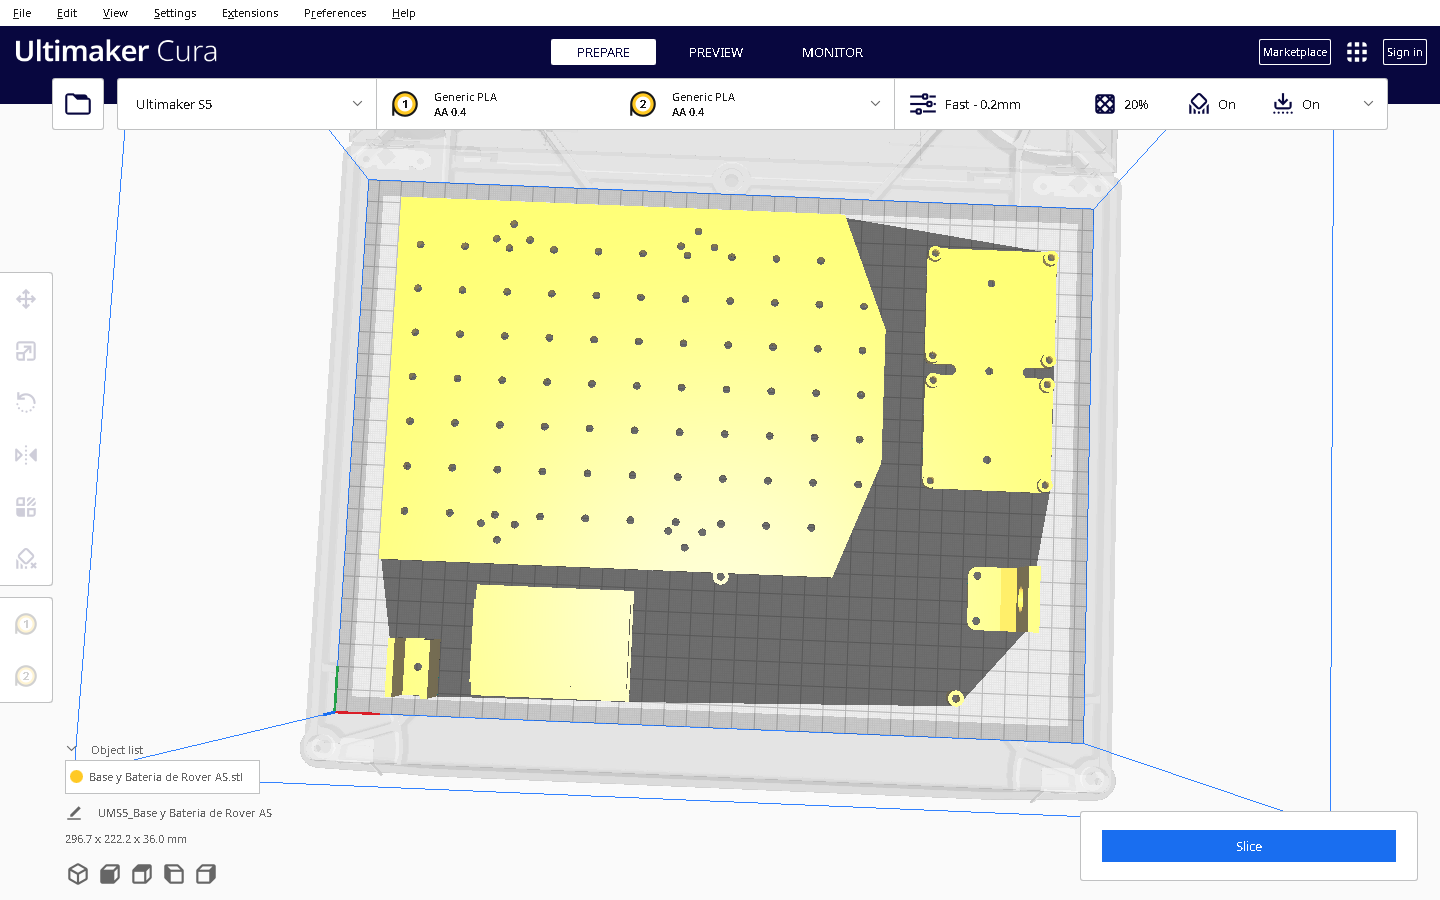 File Edit View Settings Extensions Preferences Help
Ultimaker Cura
PREPARE PREVIEW MONITOR
Marketplace
Sign in
Ultimaker S5
1
Generic PLA
AA 0.4
2
Generic PLA
AA 0.4
Fast - 0.2mm
20%
On
On
1
2
Object list
Base y Bateria de Rover AS.stl
UMS5_Base y Bateria de Rover AS
296.7 x 222.2 x 36.0 mm
Slice